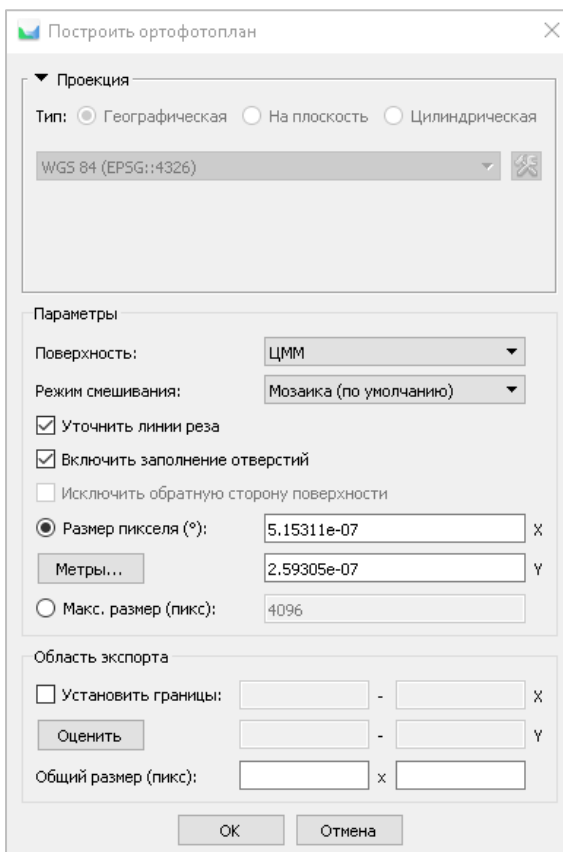 Построить ортофотоплан
Проекция
Тип: Географическая На плоскость Цилиндрическая
WGS 84 (EPSG::4326)
Параметры
Поверхность: ЦММ
Режим смешивания: Мозаика (по умолчанию)
Уточнить линии реза
Включить заполнение отверстий
Исключить обратную сторону поверхности
Размер пикселя (°): 5.15311e-07 X
Метры... 2.59305e-07 Y
Макс. размер (пикс): 4096
Область экспорта
Установить границы: - X
Оценить - Y
Общий размер (пикс): x
OK Отмена